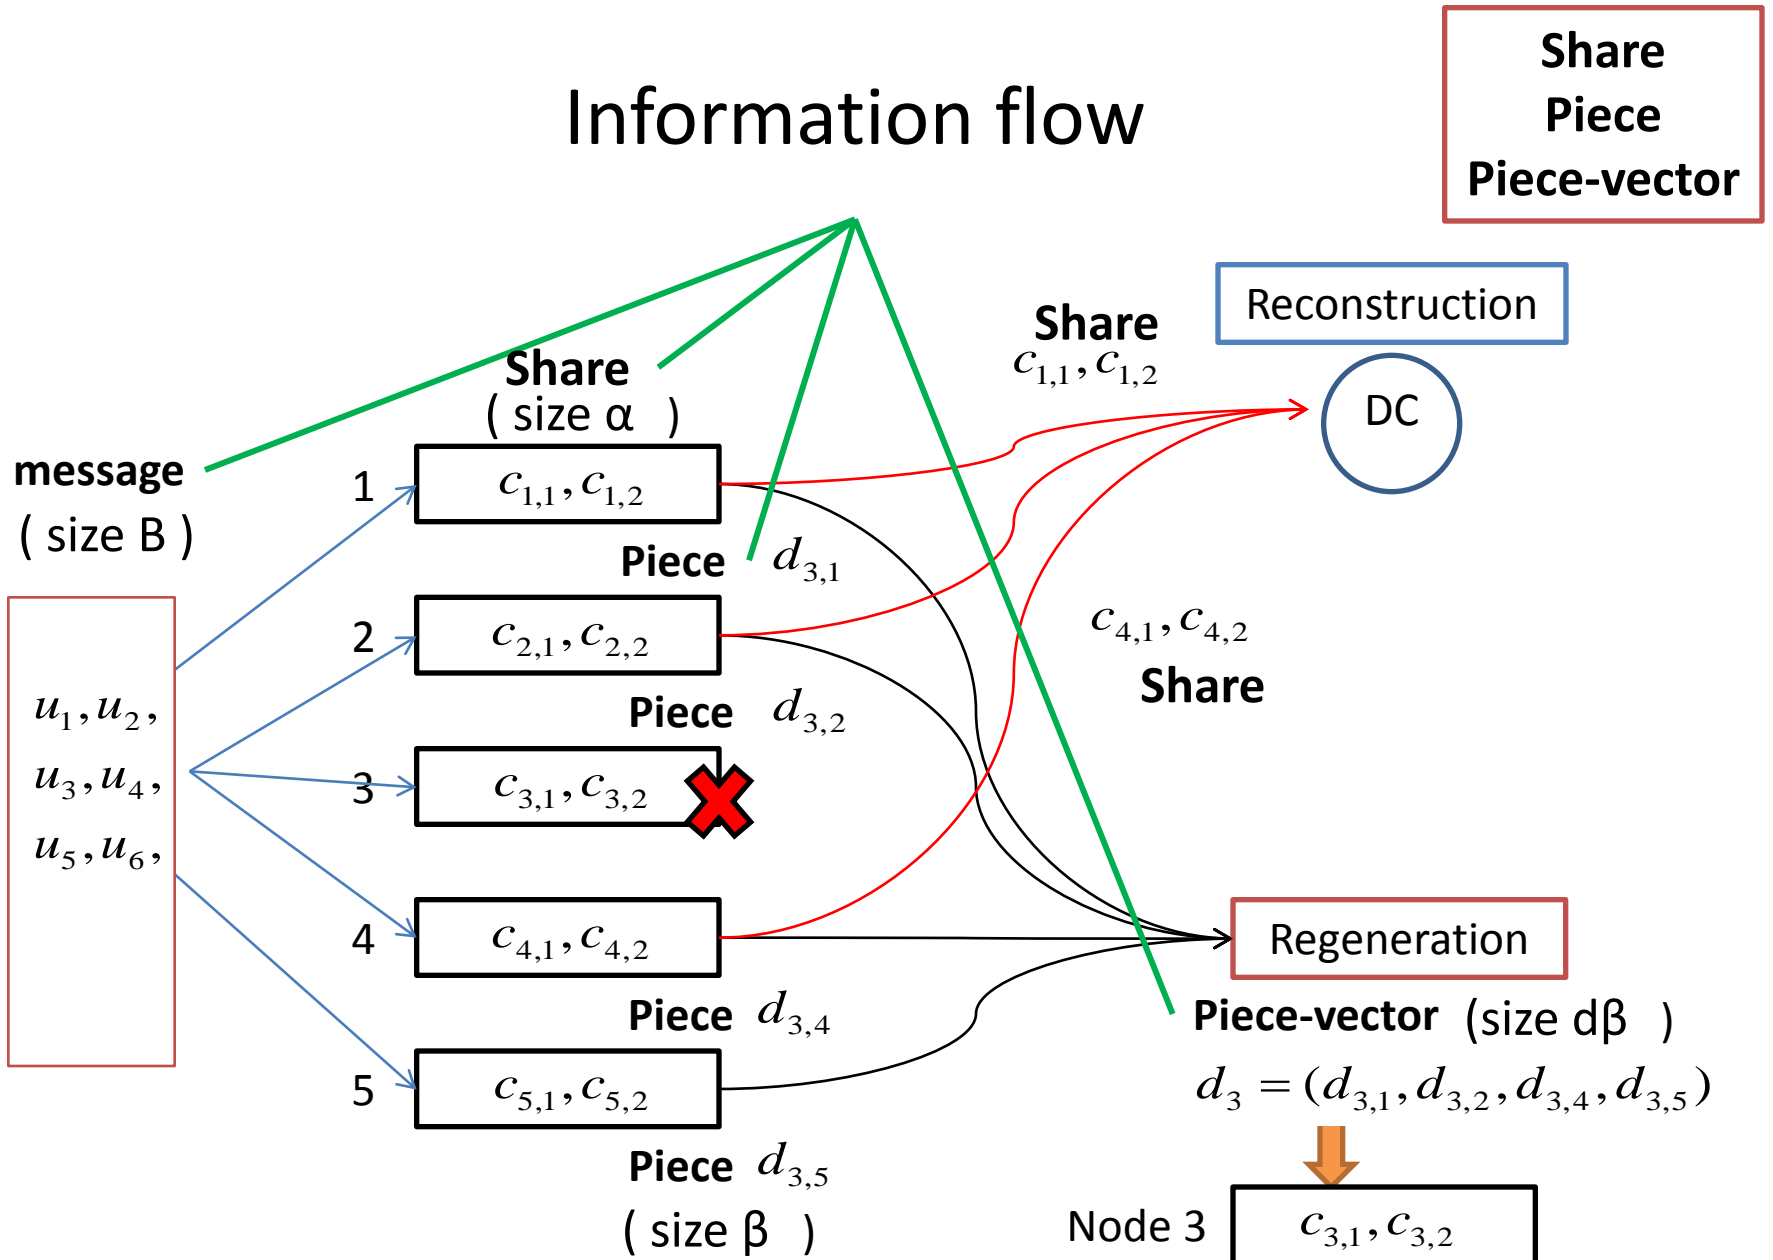 Information flow
Share
Piece
Piece-vector
Reconstruction
DC
Share
c1,1, c1,2
Share
( size α )
message
( size B )
1
c1,1, c1,2
Piece d3,1
2
c2,1, c2,2
c4,1, c4,2
Share
Piece d3,2
u1, u2,
u3, u4,
u5, u6,
3
c3,1, c3,2
4
c4,1, c4,2
Regeneration
Piece d3,4
Piece-vector (size dβ )
5
c5,1, c5,2
d3 = (d3,1, d3,2, d3,4, d3,5)
Piece d3,5
( size β )
Node 3
c3,1, c3,2